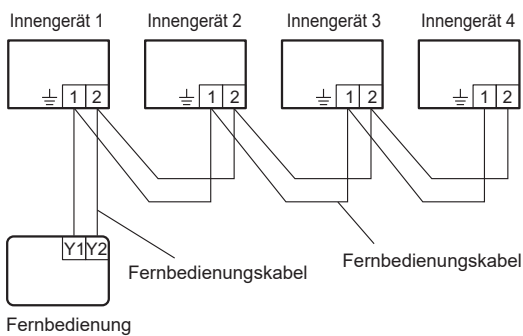 Innengerät 1
Innengerät 2
Innengerät 3
Innengerät 4
1 2
1 2
1 2
1 2
Y1 Y2
Fernbedienungskabel
Fernbedienungskabel
Fernbedienung